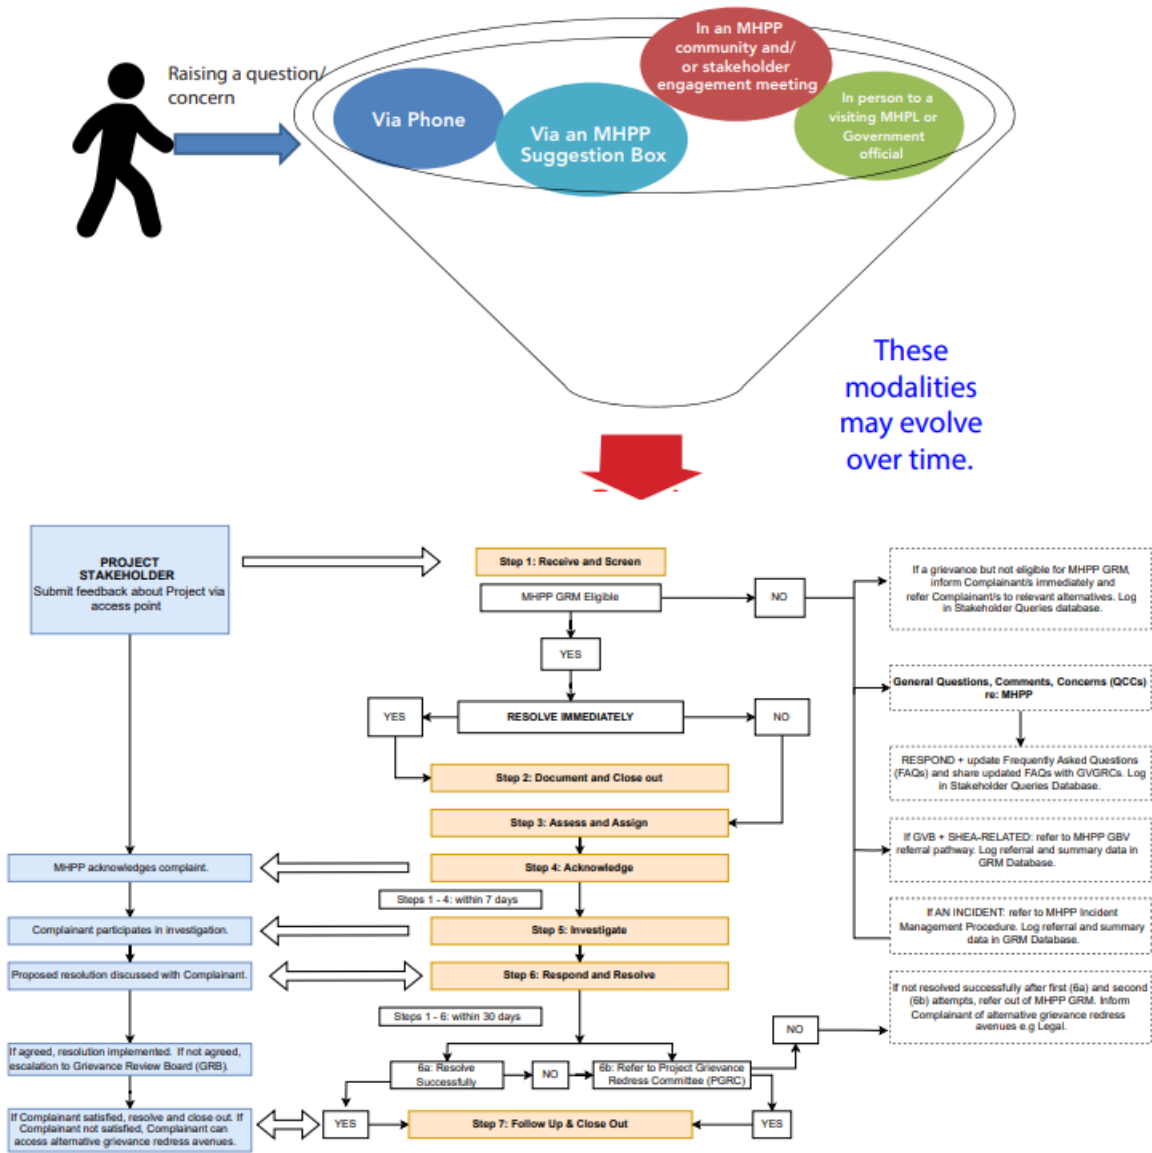 Raising a question/
concern
Via Phone
Via an MHPP
Suggestion Box
In an MHPP
community and/
or stakeholder
engagement meeting
In person to a
visiting MHPL or
Government
official
These
modalities
may evolve
over time.
PROJECT
STAKEHOLDER
Submit feedback about Project via
access point
Step 1: Receive and Screen
MHPP GRM Eligible
NO
YES
YES
RESOLVE IMMEDIATELY
NO
Step 2: Document and Close out
Step 3: Assess and Assign
MHPP acknowledges complaint.
Step 4: Acknowledge
Steps 1 - 4: within 7 days
Complainant participates in investigation.
Step 5: Investigate
Proposed resolution discussed with Complainant.
Step 6: Respond and Resolve
Steps 1 - 6: within 30 days
If agreed, resolution implemented. If not agreed,
escalation to Grievance Review Board (GRB).
6a: Resolve
Successfully
NO
6b: Refer to Project Grievance
Redress Committee (PGRC)
NO
If Complainant satisfied, resolve and close out. If
Complainant not satisfied, Complainant can
access alternative grievance redress avenues.
YES
Step 7: Follow Up & Close Out
YES
If a grievance but not eligible for MHPP GRM,
inform Complainant/s immediately and
refer Complainant/s to relevant alternatives. Log
in Stakeholder Queries database.
General Questions, Comments, Concerns (QCCs)
re: MHPP
RESPOND + update Frequently Asked Questions
(FAQs) and share updated FAQs with GVGRCs. Log
in Stakeholder Queries Database.
If GVB + SHEA-RELATED: refer to MHPP GBV
referral pathway. Log referral and summary data in
GRM Database.
If AN INCIDENT: refer to MHPP Incident
Management Procedure. Log referral and summary
data in GRM Database.
If not resolved successfully after first (6a) and second
(6b) attempts, refer out of MHPP GRM. Inform
Complainant of alternative grievance redress
avenues e.g Legal.